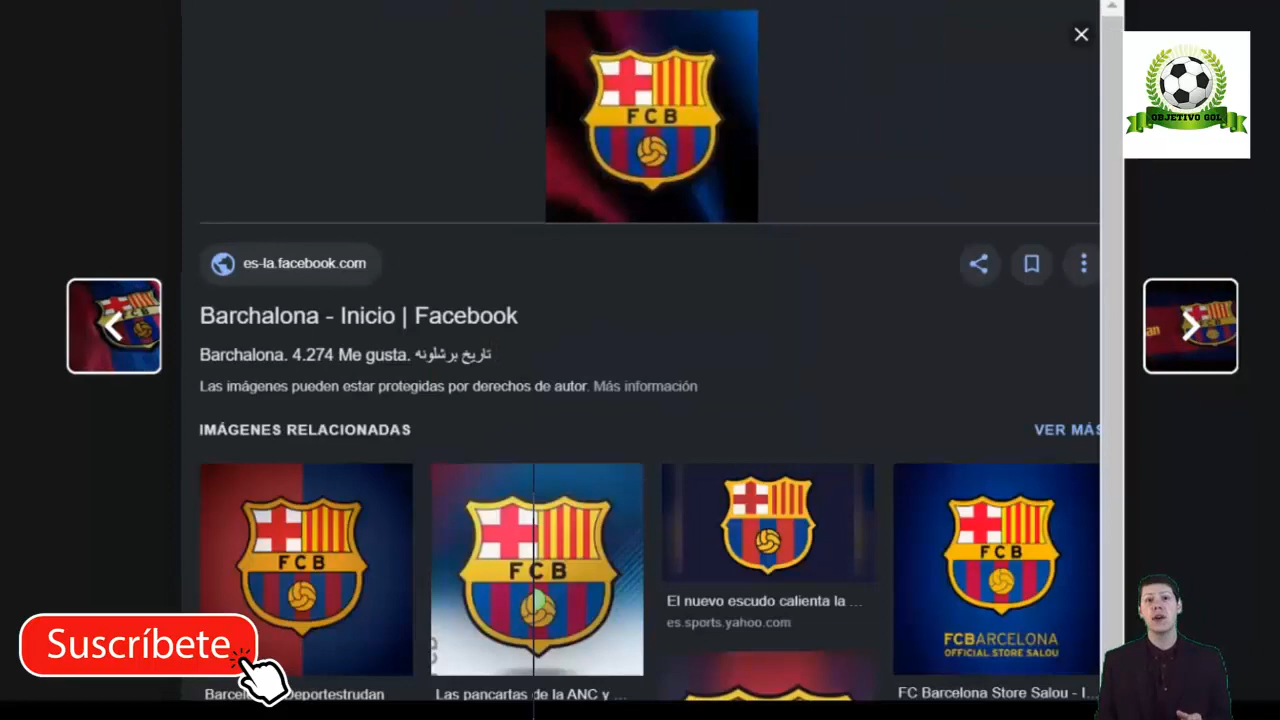 FCB
OBJETIVO GOL
es-la.facebook.com
Barchalona - Inicio | Facebook
Barchalona. 4.274 Me gusta. تاريخ برشلونه
Las imágenes pueden estar protegidas por derechos de autor. Más información
IMÁGENES RELACIONADAS
VER MÁS
FCB
FCB
El nuevo escudo calienta la ...
es.sports.yahoo.com
FCB
FCBARCELONA
OFFICIAL STORE SALOU
Suscríbete
Deportestrudan
Las pancartas de la ANC y ...
FC Barcelona Store Salou - I...